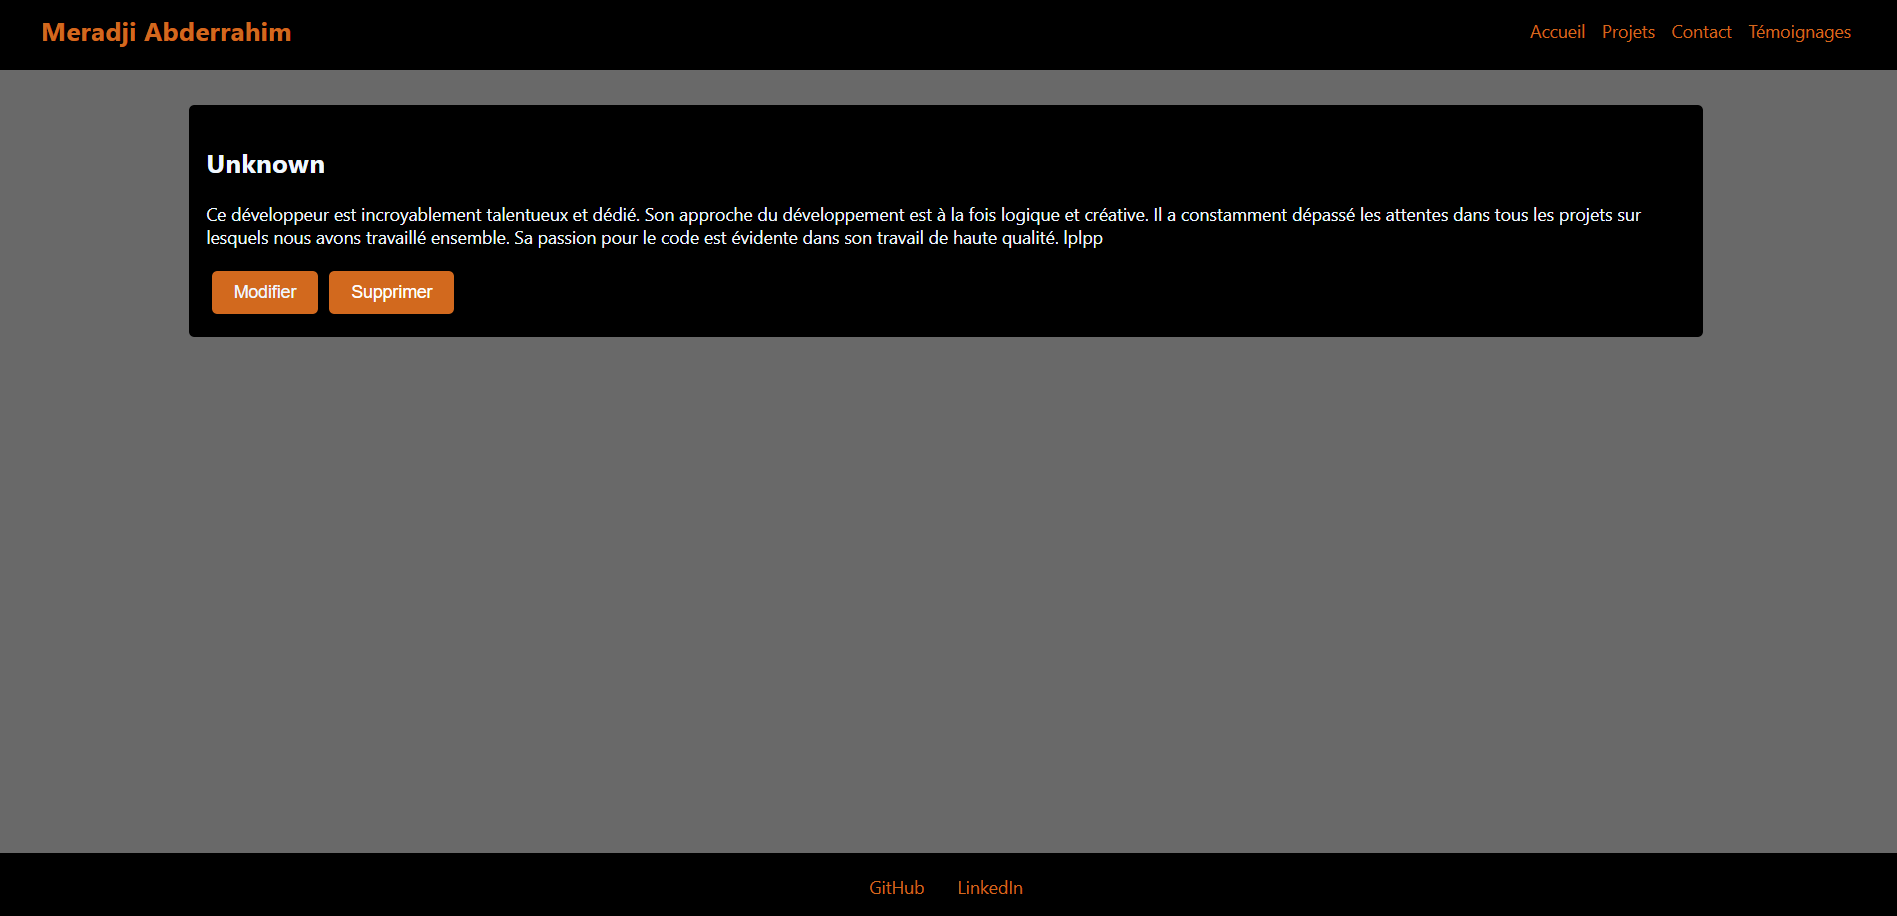 Meradji Abderrahim
Accueil Projets Contact Témoignages
Unknown
Ce développeur est incroyablement talentueux et dédié. Son approche du développement est à la fois logique et créative. Il a constamment dépassé les attentes dans tous les projets sur
lesquels nous avons travaillé ensemble. Sa passion pour le code est évidente dans son travail de haute qualité. lplpp
Modifier Supprimer
GitHub LinkedIn